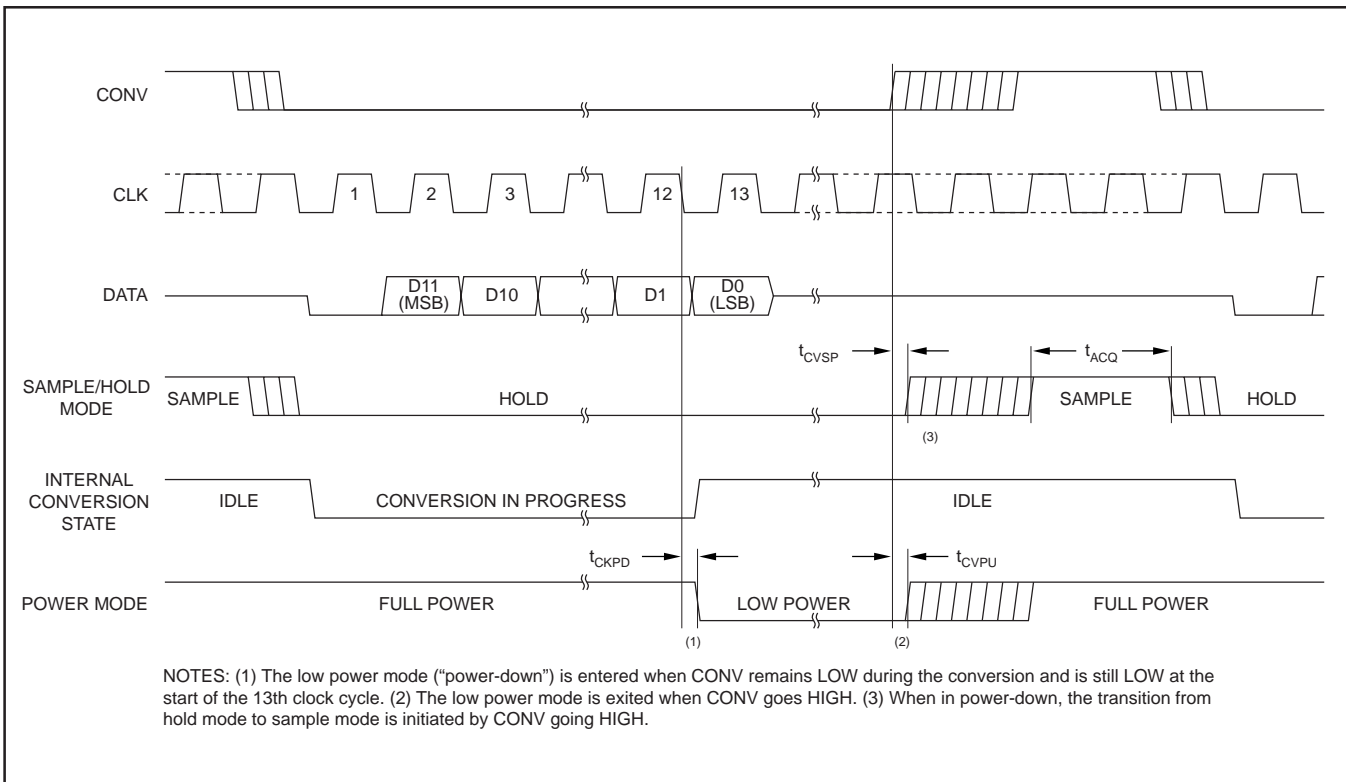 CONV
CLK
1
2
3
12
13
DATA
D11
(MSB)
D10
D1
D0
(LSB)
tCVSP
tACQ
SAMPLE/HOLD
MODE
SAMPLE
HOLD
SAMPLE
HOLD
(3)
INTERNAL
CONVERSION
STATE
IDLE
CONVERSION IN PROGRESS
IDLE
tCKPD
tCVPU
POWER MODE
FULL POWER
LOW POWER
FULL POWER
(1)
(2)
NOTES: (1) The low power mode (“power-down”) is entered when CONV remains LOW during the conversion and is still LOW at the
start of the 13th clock cycle. (2) The low power mode is exited when CONV goes HIGH. (3) When in power-down, the transition from
hold mode to sample mode is initiated by CONV going HIGH.